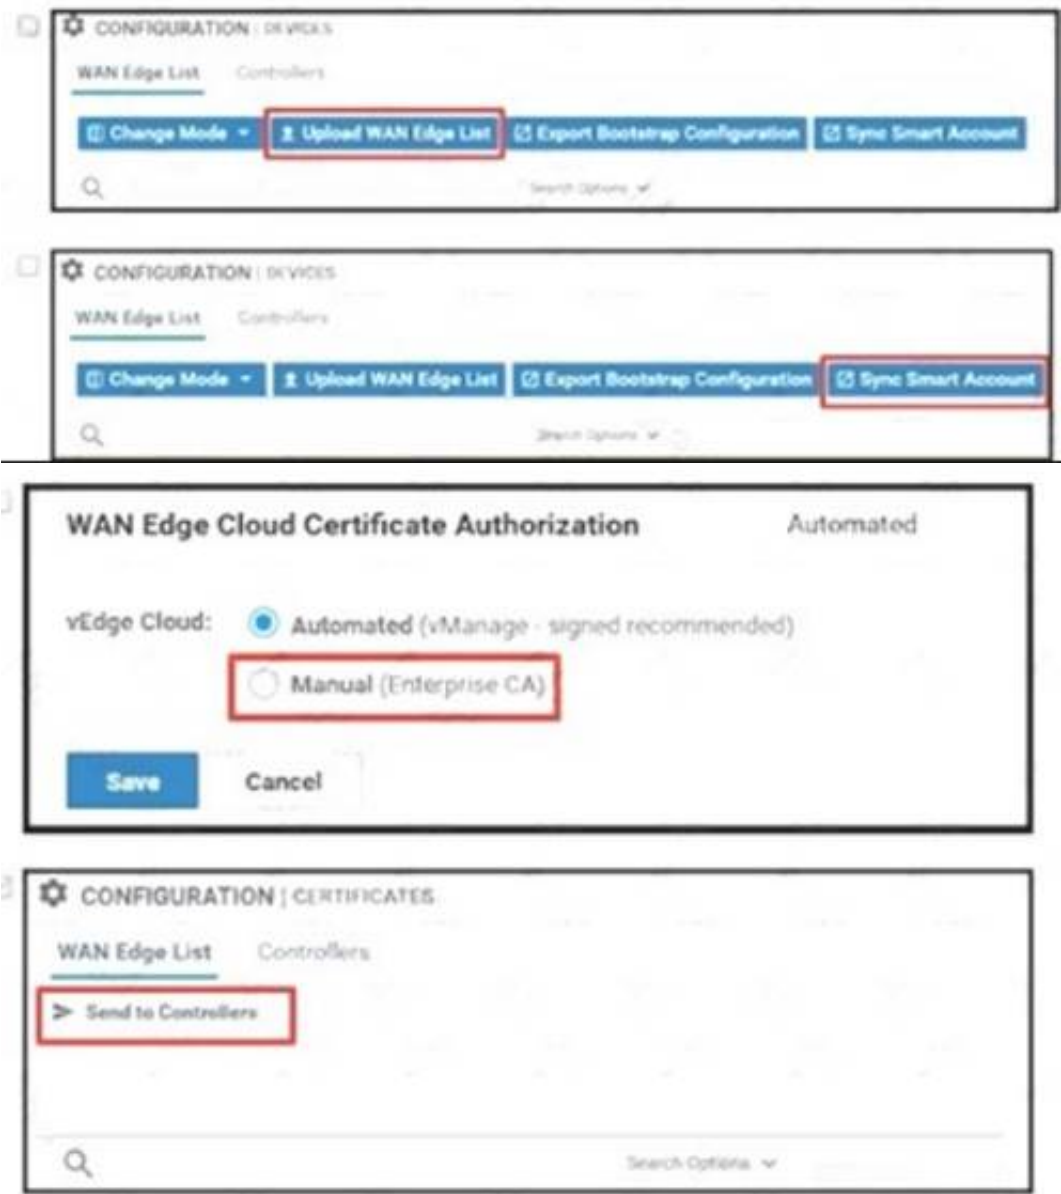 CONFIGURATION | DEVICES
WAN Edge List Controllers
Change Mode Upload WAN Edge List Export Bootstrap Configuration Sync Smart Account
Search Options
CONFIGURATION | DEVICES
WAN Edge List Controllers
Change Mode Upload WAN Edge List Export Bootstrap Configuration Sync Smart Account
Search Options
WAN Edge Cloud Certificate Authorization Automated
vEdge Cloud: Automated (vManage - signed recommended)
Manual (Enterprise CA)
Save Cancel
CONFIGURATION | CERTIFICATES
WAN Edge List Controllers
Send to Controllers
Search Options